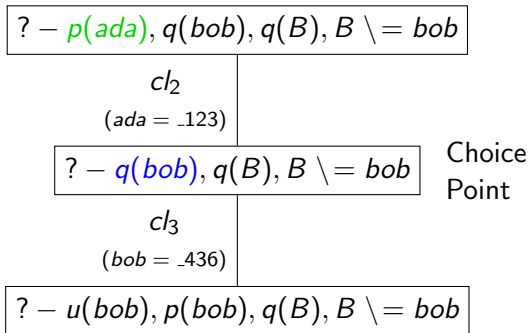 ? − p(ada), q(bob), q(B), B \= bob
cl₂
(ada = _123)
? − q(bob), q(B), B \= bob
Choice
Point
cl₃
(bob = _436)
? − u(bob), p(bob), q(B), B \= bob